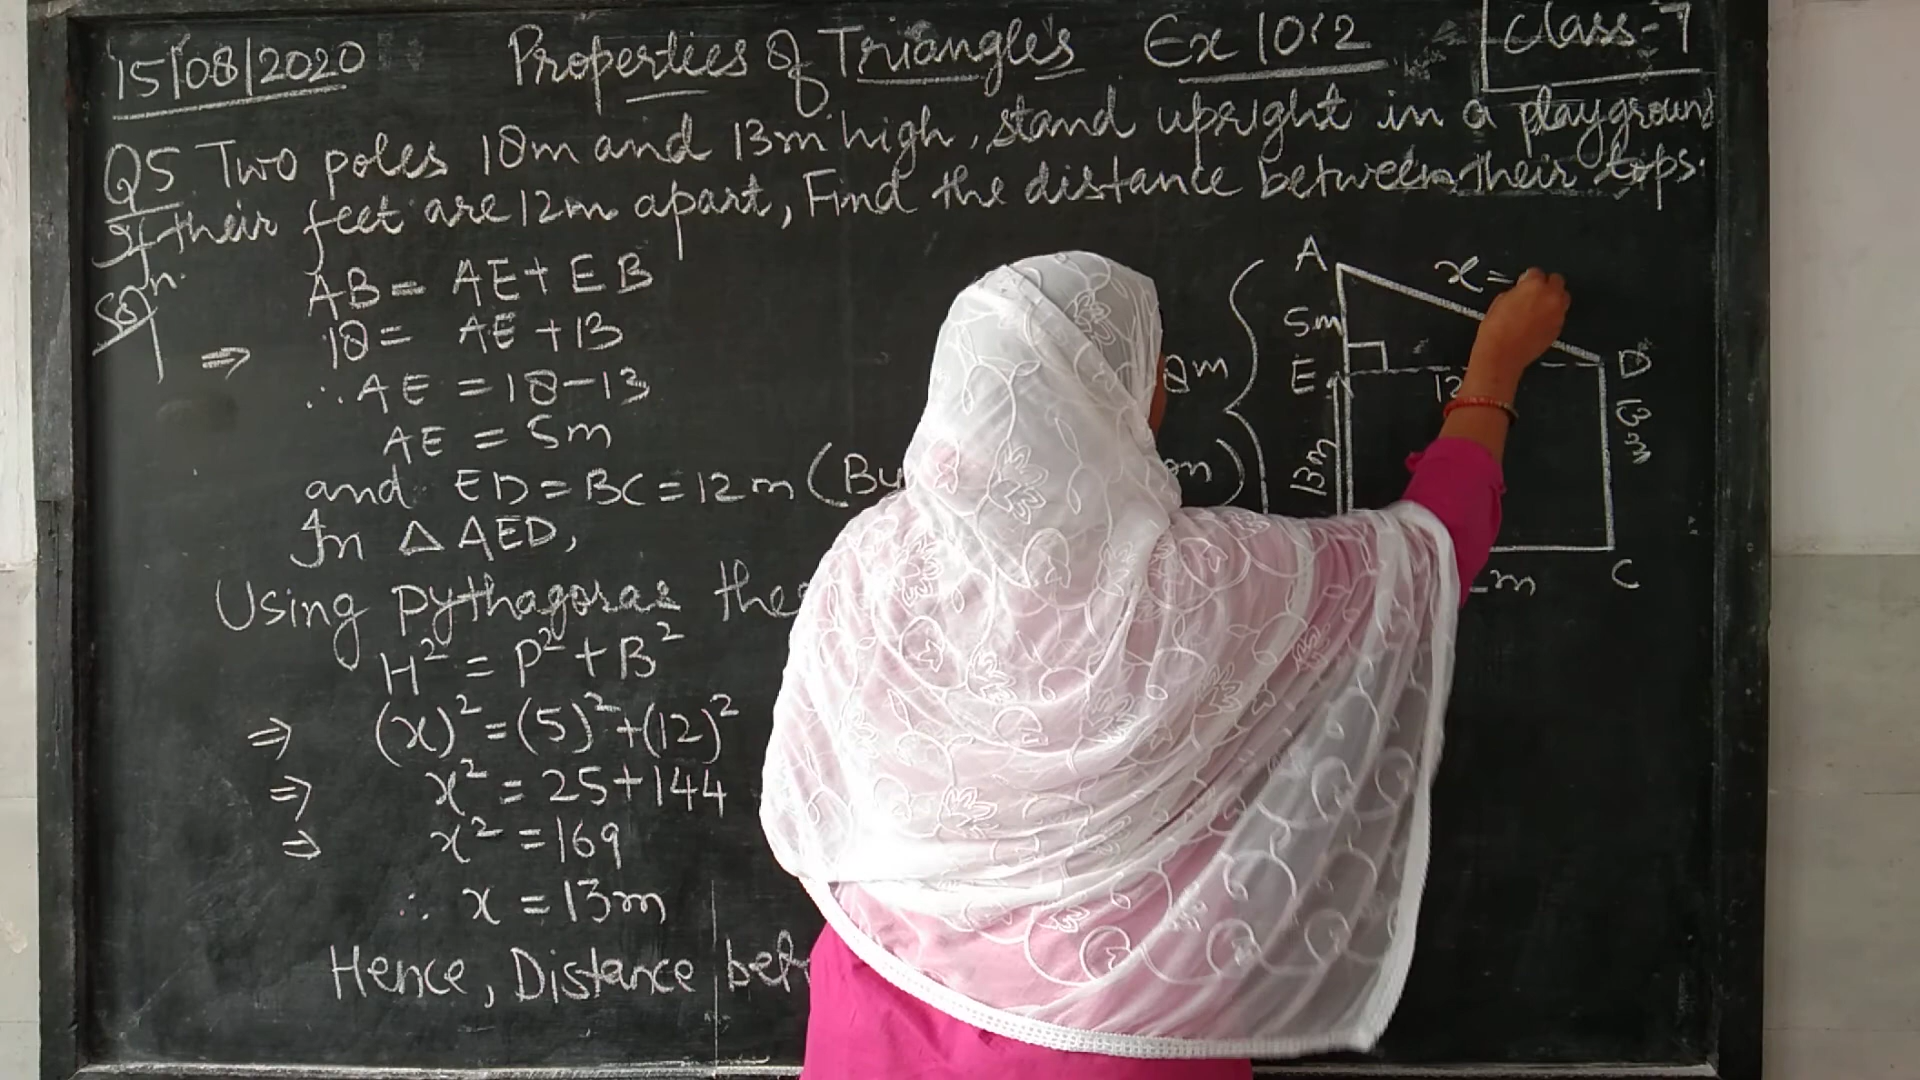 15/08/2020 Properties of Triangles Ex 10.2 Class-7
Q5 Two poles 18m and 13m high, stand upright in a playground
If their feet are 12m apart, Find the distance between their tops.
Solⁿ.
AB = AE + EB
⇒ 18 = AE + 13
∴ AE = 18-13
AE = 5m
and ED = BC = 12m (By
In △ AED,
Using pythagoras
H² = P² + B²
⇒ (x)² = (5)² + (12)²
⇒ x² = 25 + 144
⇒ x² = 169
∴ x = 13m
Hence, Distance
A
x =
5m
E
D
13m
13m
C